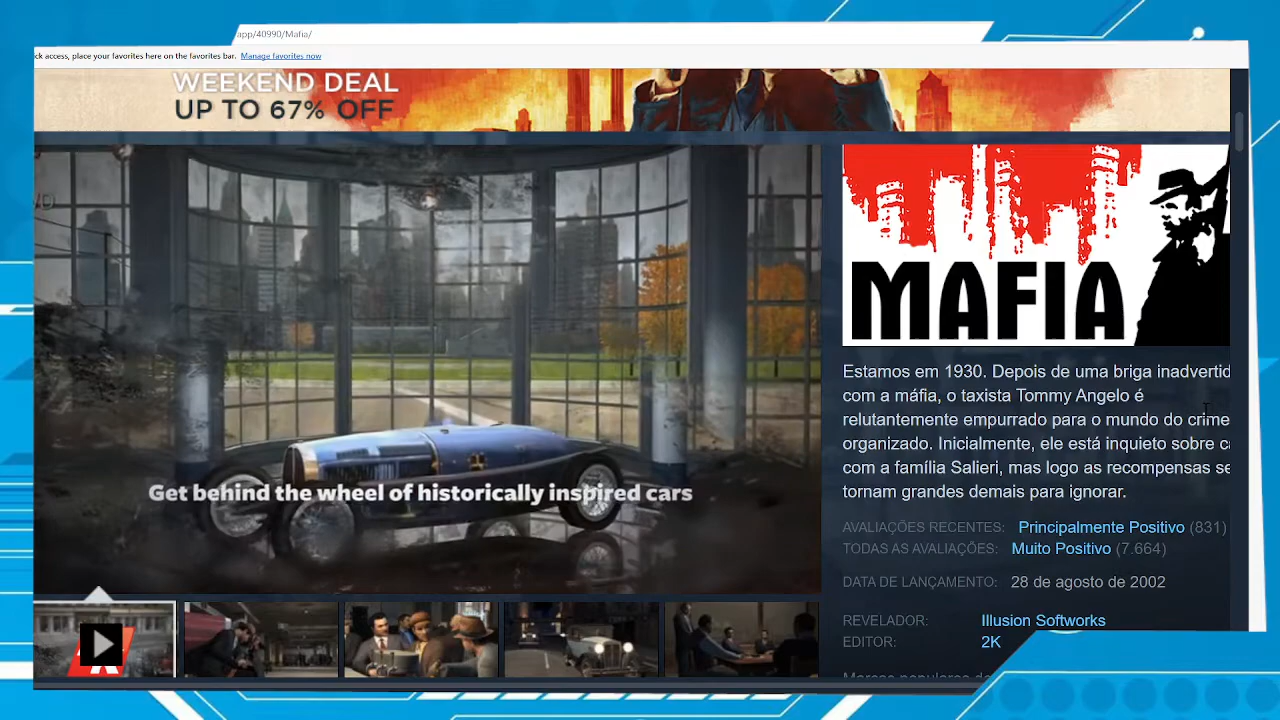 app/40990/Mafia/
ck access, place your favorites here on the favorites bar. Manage favorites now
WEEKEND DEAL
UP TO 67% OFF
MAFIA
Get behind the wheel of historically inspired cars
Estamos em 1930. Depois de uma briga inadvertid
com a máfia, o taxista Tommy Angelo é
relutantemente empurrado para o mundo do crime
organizado. Inicialmente, ele está inquieto sobre c
com a família Salieri, mas logo as recompensas se
tornam grandes demais para ignorar.
AVALIAÇÕES RECENTES: Principalmente Positivo (831)
TODAS AS AVALIAÇÕES: Muito Positivo (7.664)
DATA DE LANÇAMENTO: 28 de agosto de 2002
REVELADOR: Illusion Softworks
EDITOR: 2K